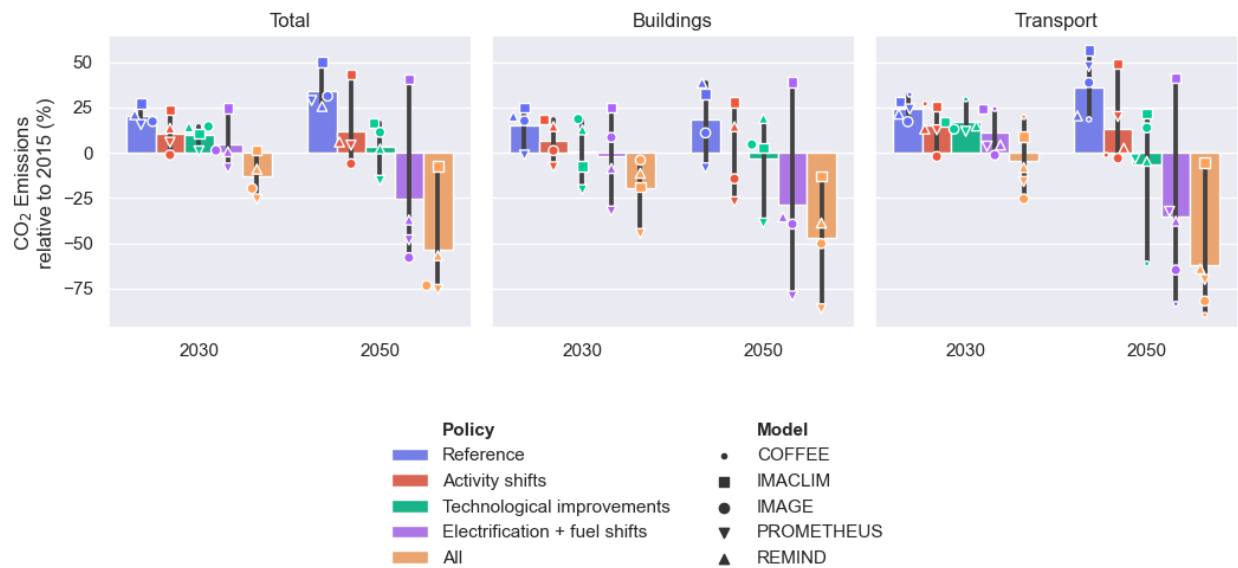 Total
Buildings
Transport
CO₂ Emissions
relative to 2015 (%)
50
25
0
−25
−50
−75
2030
2050
2030
2050
2030
2050
Policy
Reference
Activity shifts
Technological improvements
Electrification + fuel shifts
All
Model
COFFEE
IMACLIM
IMAGE
PROMETHEUS
REMIND